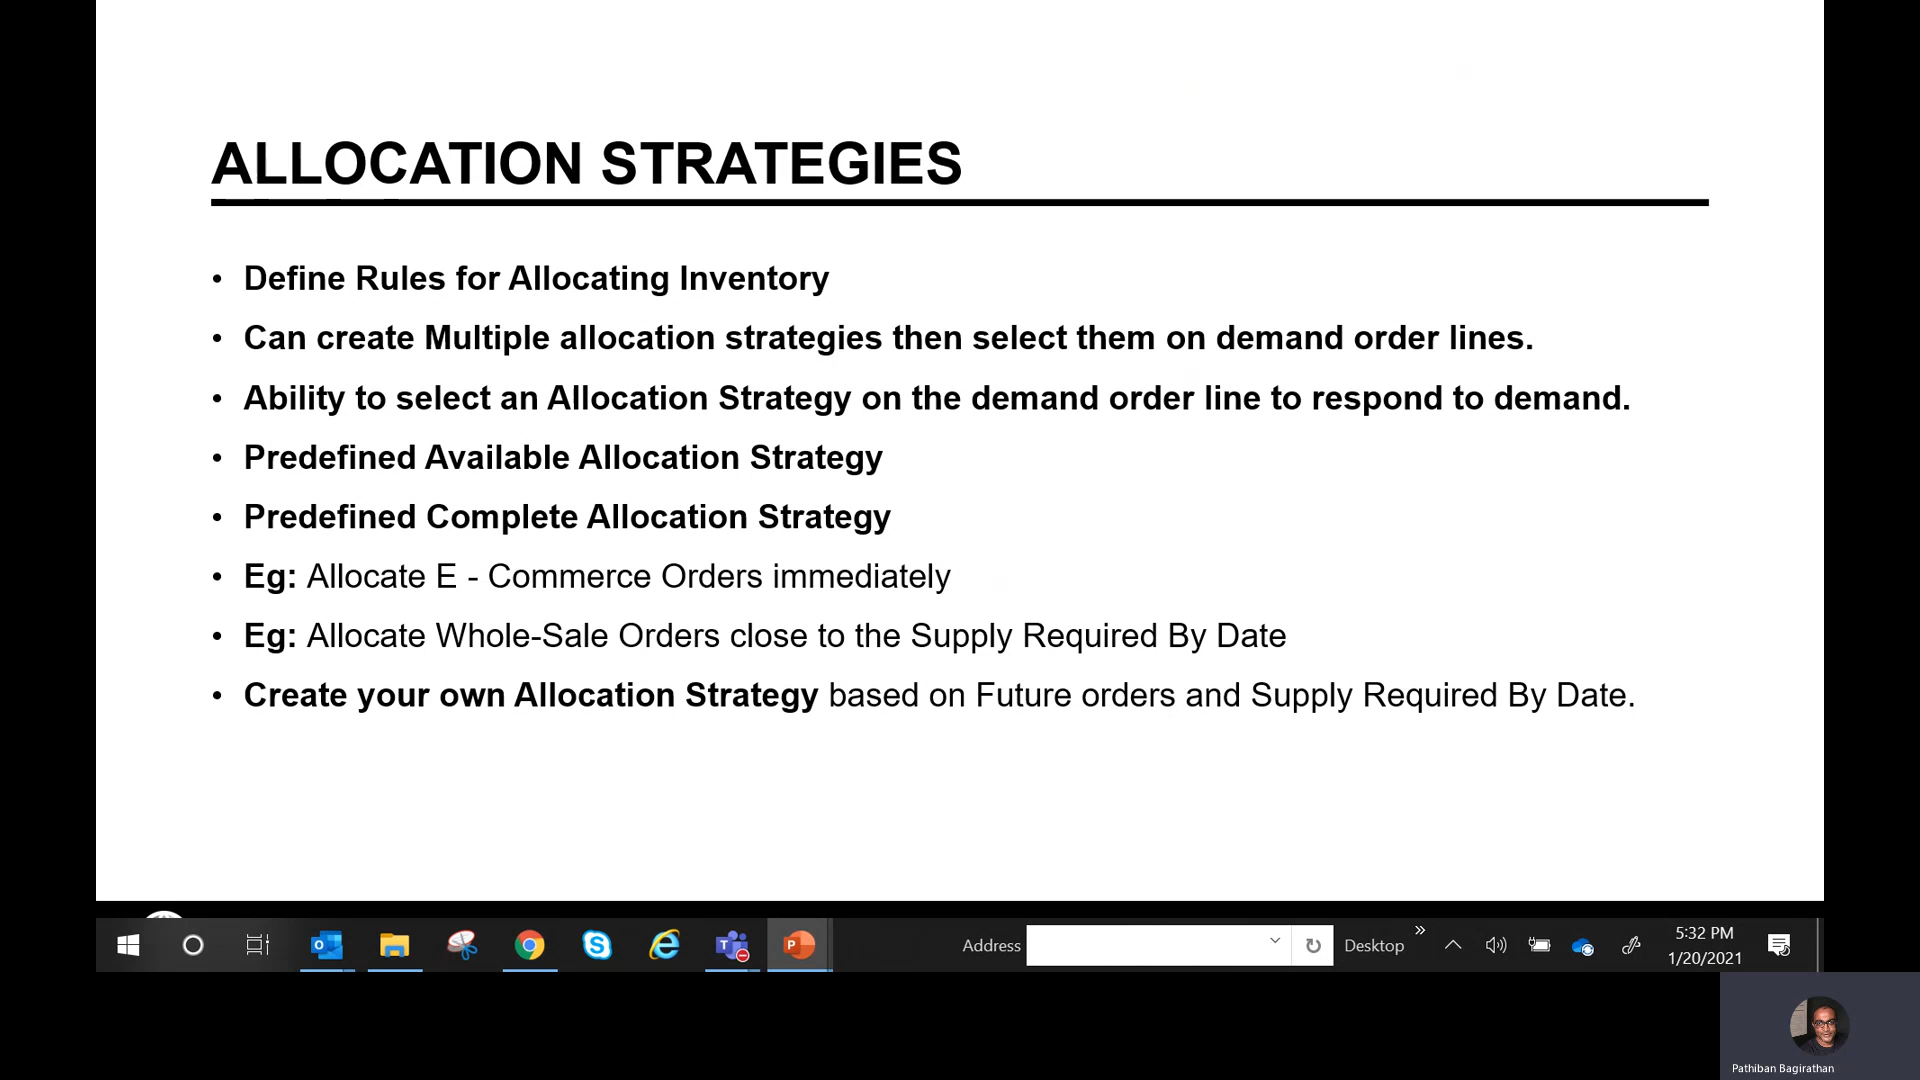 ALLOCATION STRATEGIES
• Define Rules for Allocating Inventory
• Can create Multiple allocation strategies then select them on demand order lines.
• Ability to select an Allocation Strategy on the demand order line to respond to demand.
• Predefined Available Allocation Strategy
• Predefined Complete Allocation Strategy
• Eg: Allocate E - Commerce Orders immediately
• Eg: Allocate Whole-Sale Orders close to the Supply Required By Date
• Create your own Allocation Strategy based on Future orders and Supply Required By Date.
Address Desktop
5:32 PM
1/20/2021
Pathiban Bagirathan